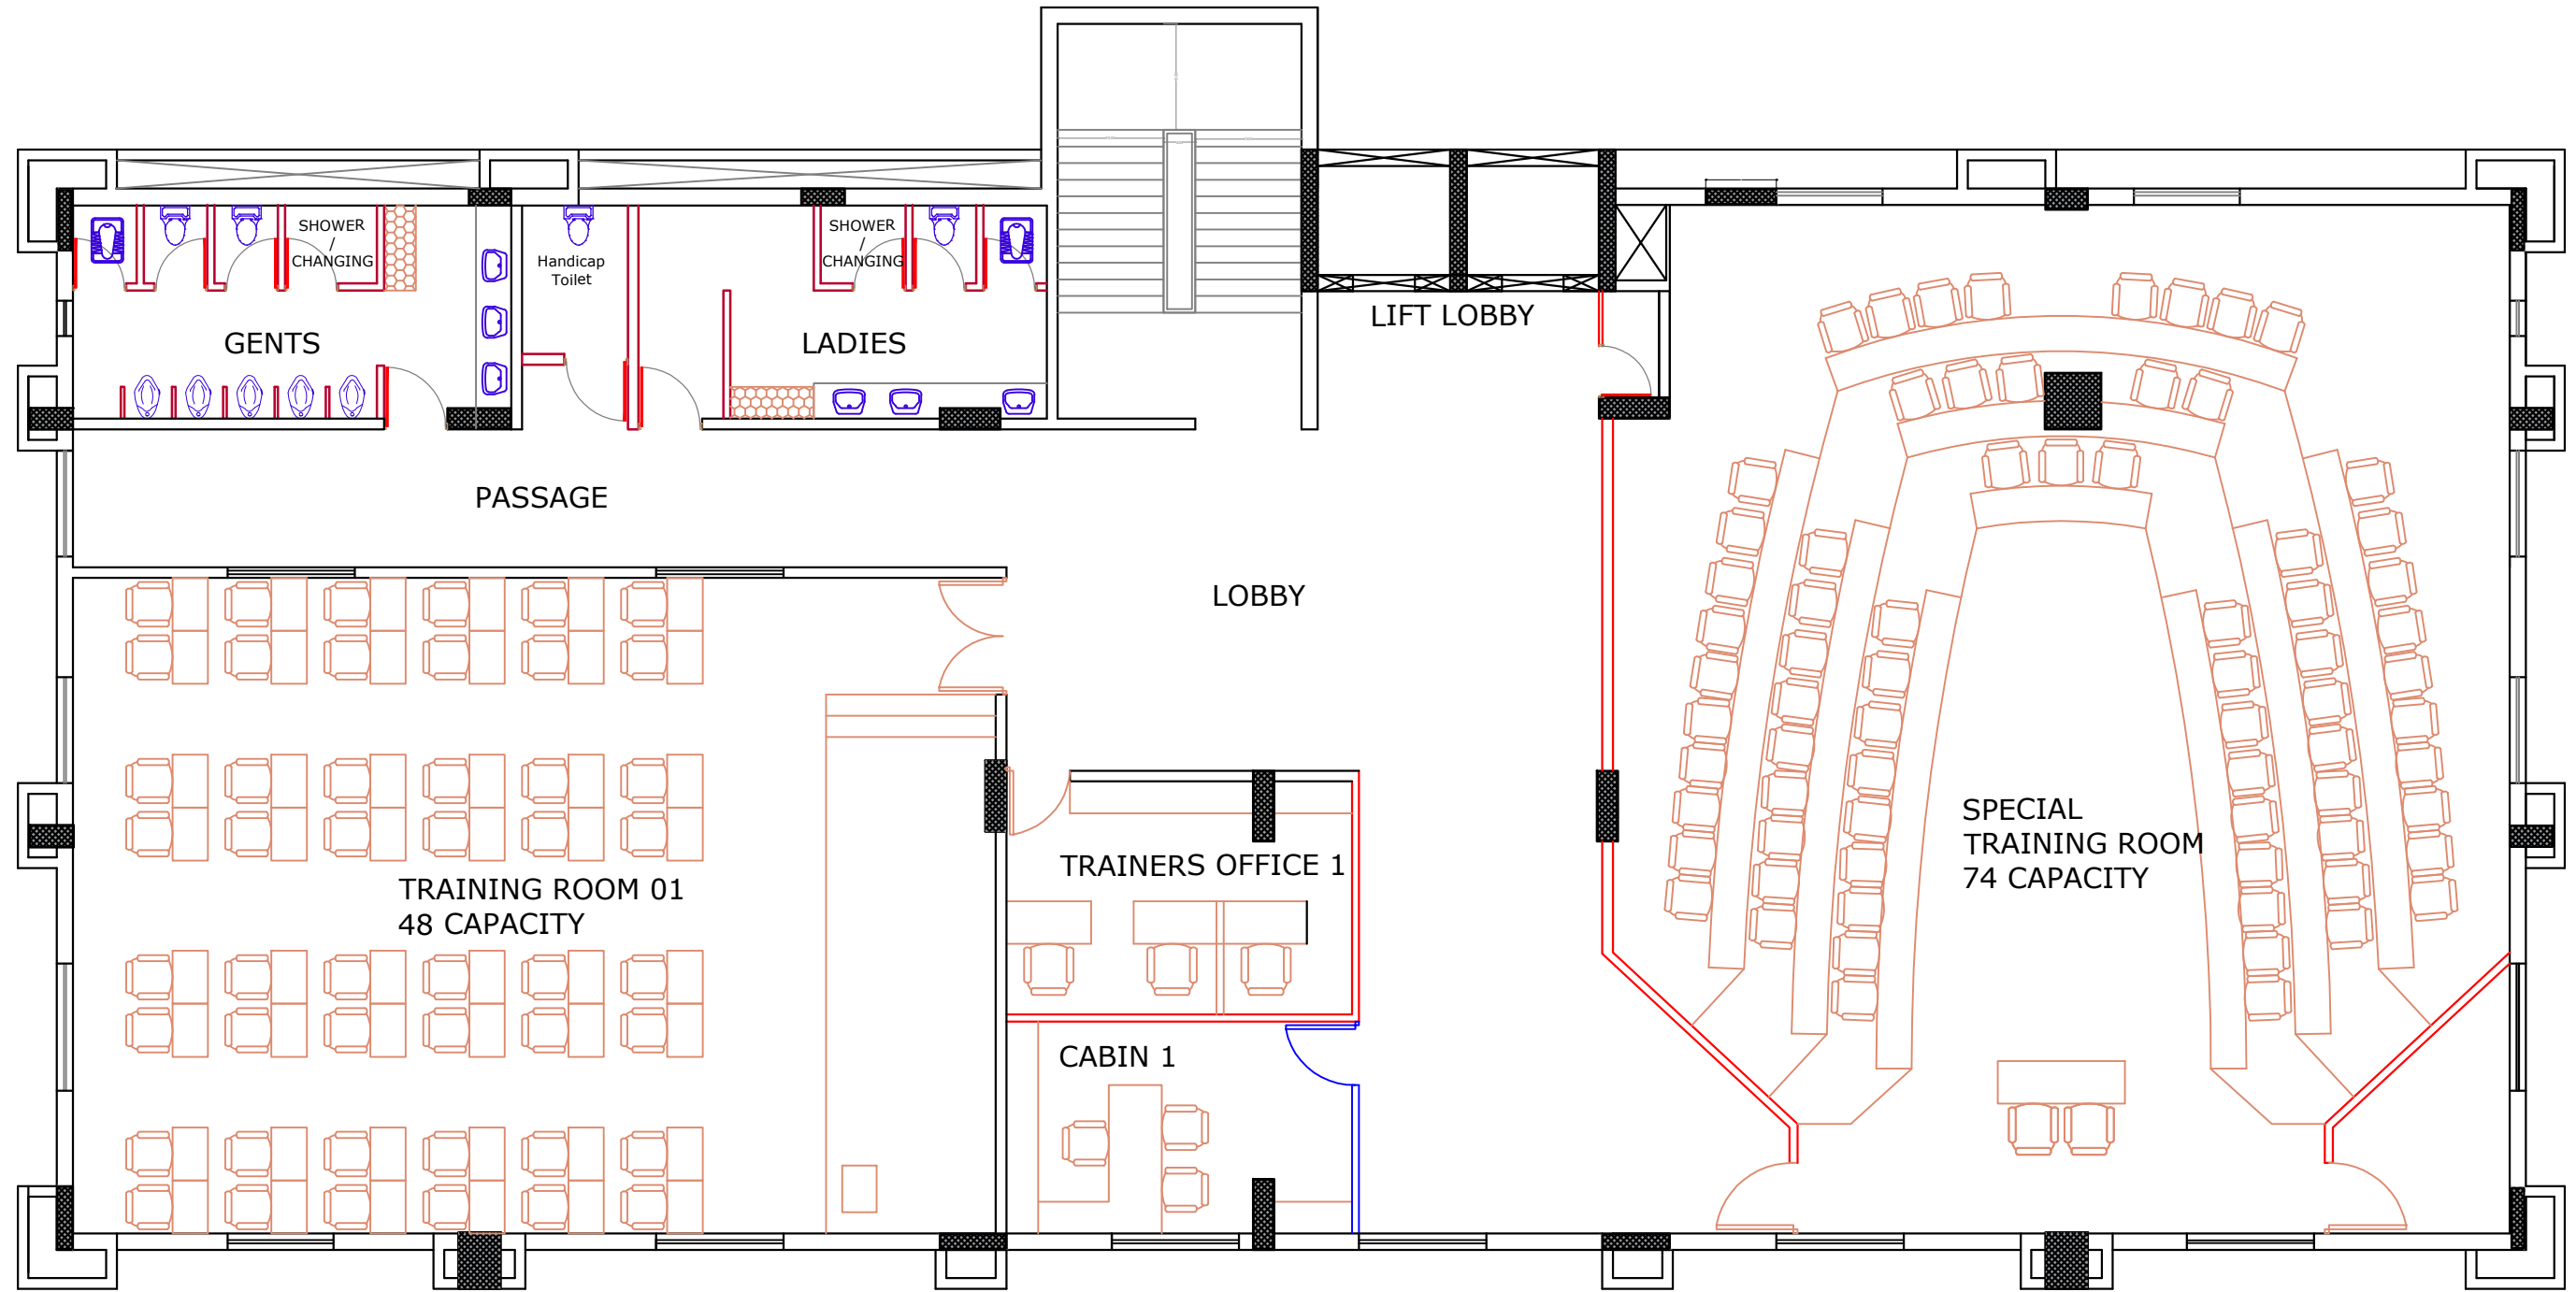 SHOWER
/
CHANGING
Handicap
Toilet
SHOWER
/
CHANGING
LIFT LOBBY
GENTS
LADIES
PASSAGE
LOBBY
SPECIAL
TRAINING ROOM
74 CAPACITY
TRAINERS OFFICE 1
TRAINING ROOM 01
48 CAPACITY
CABIN 1